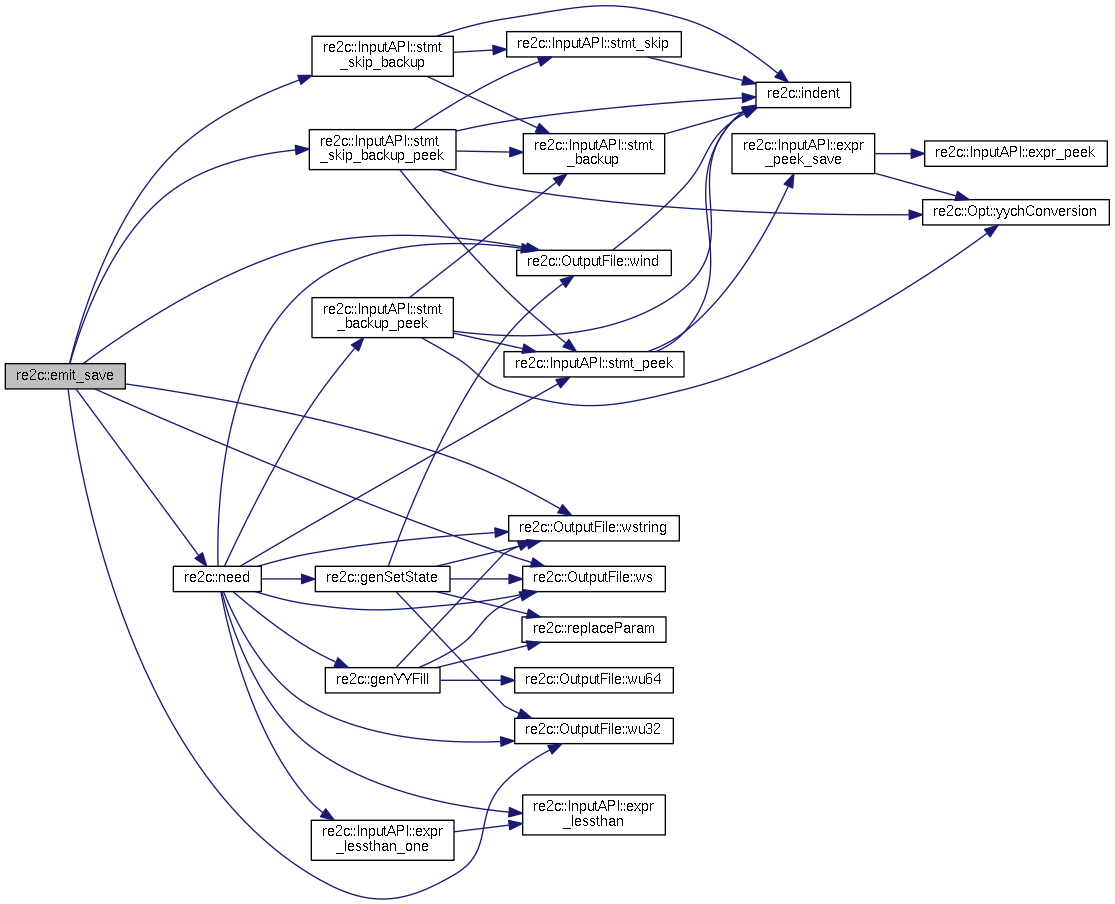 re2c::InputAPI::stmt
_skip_backup
re2c::InputAPI::stmt_skip
re2c::indent
re2c::InputAPI::stmt
_skip_backup_peek
re2c::InputAPI::stmt
_backup
re2c::InputAPI::expr
_peek_save
re2c::InputAPI::expr_peek
re2c::Opt::yychConversion
re2c::OutputFile::wind
re2c::InputAPI::stmt
_backup_peek
re2c::InputAPI::stmt_peek
re2c::emit_save
re2c::OutputFile::wstring
re2c::need
re2c::genSetState
re2c::OutputFile::ws
re2c::replaceParam
re2c::genYYFill
re2c::OutputFile::wu64
re2c::OutputFile::wu32
re2c::InputAPI::expr
_lessthan
re2c::InputAPI::expr
_lessthan_one